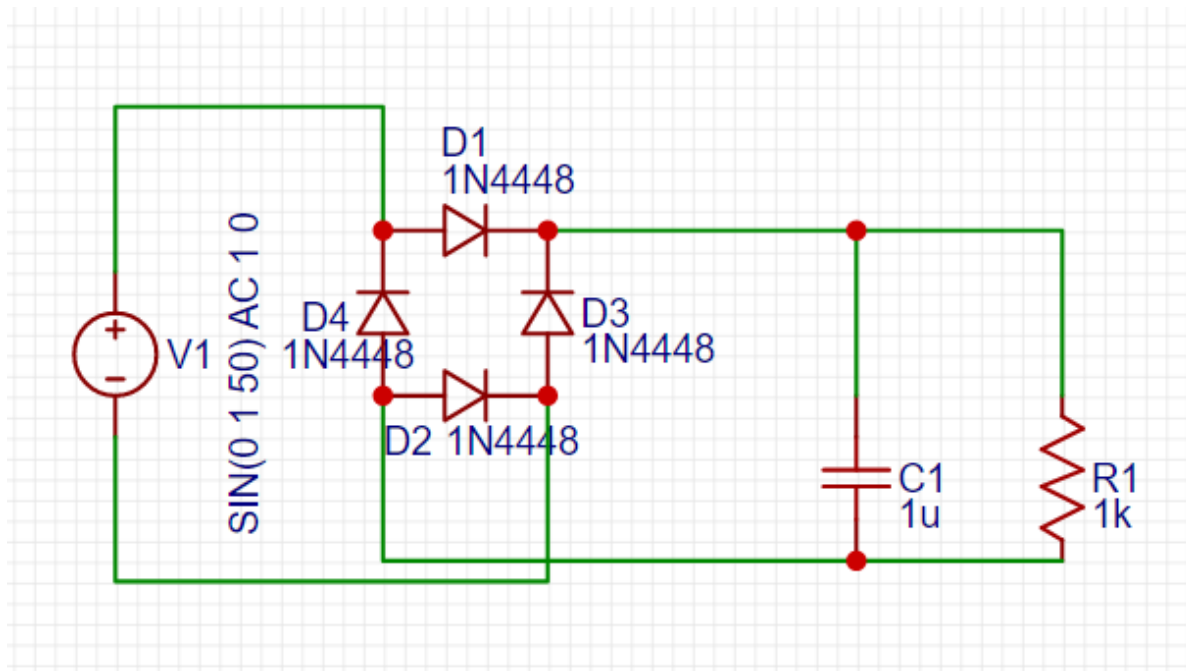 D1
1N4448
+
V1
−
SIN(0 1 50) AC 1 0
D4
1N4448
D3
1N4448
D2 1N4448
C1
1u
R1
1k